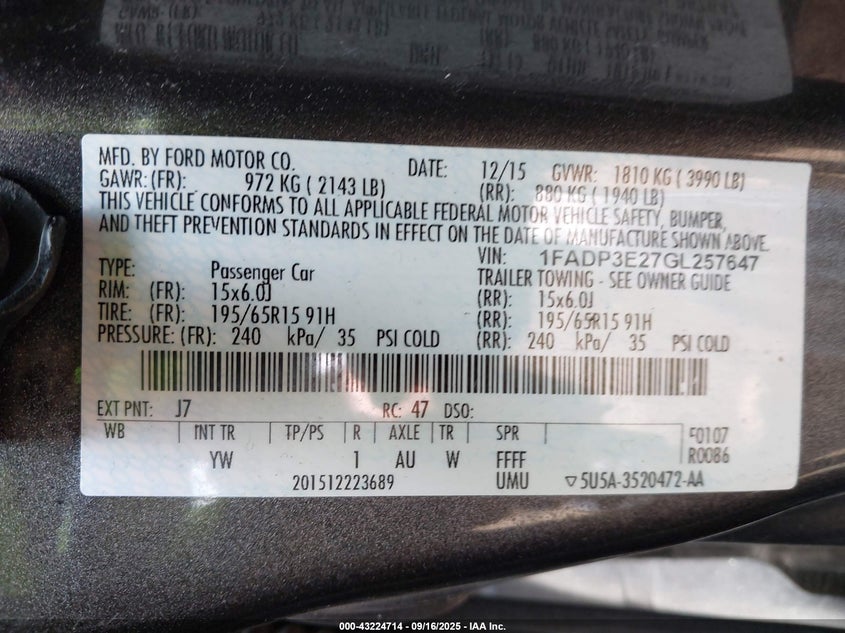 MFD. BY FORD MOTOR CO. DATE: 12/15 GVWR: 1810 KG ( 3990 LB)
GAWR: (FR): 972 KG ( 2143 LB) (RR): 880 KG ( 1940 LB)
THIS VEHICLE CONFORMS TO ALL APPLICABLE FEDERAL MOTOR VEHICLE SAFETY, BUMPER,
AND THEFT PREVENTION STANDARDS IN EFFECT ON THE DATE OF MANUFACTURE SHOWN ABOVE.
VIN: 1FADP3E27GL257647
TYPE: Passenger Car TRAILER TOWING - SEE OWNER GUIDE
RIM: (FR): 15x6.0J (RR): 15x6.0J
TIRE: (FR): 195/65R15 91H (RR): 195/65R15 91H
PRESSURE: (FR): 240 kPa/ 35 PSI COLD (RR): 240 kPa/ 35 PSI COLD
EXT PNT: J7 RC: 47 DSO:
WB INT TR TP/PS R AXLE TR SPR F0107
YW 1 AU W FFFF R0086
201512223689 UMU ▽5U5A-3520472-AA
000-43224714 - 09/16/2025 - IAA Inc.